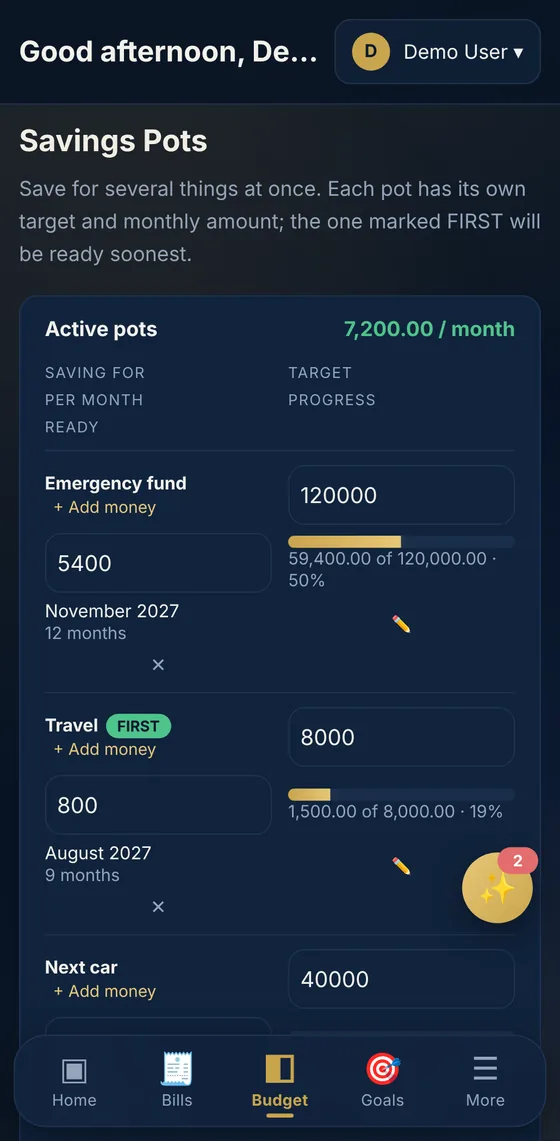 Good afternoon, De...
D
Demo User ▾
Savings Pots
Save for several things at once. Each pot has its own
target and monthly amount; the one marked FIRST will
be ready soonest.
Active pots
7,200.00 / month
SAVING FOR
TARGET
PER MONTH
PROGRESS
READY
Emergency fund
+ Add money
120000
5400
59,400.00 of 120,000.00 ·
50%
November 2027
12 months
✕
Travel
FIRST
+ Add money
8000
800
1,500.00 of 8,000.00 · 19%
August 2027
9 months
✕
2
Next car
+ Add money
40000
Home
Bills
Budget
Goals
More